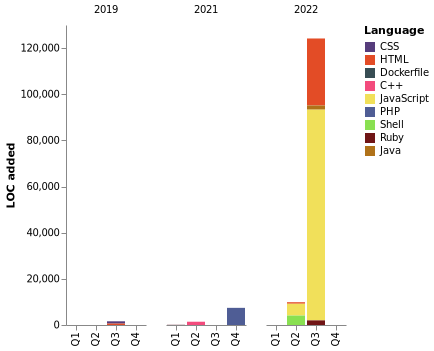 2019 2021 2022
Language
CSS
HTML
Dockerfile
C++
JavaScript
PHP
Shell
Ruby
Java
LOC added
120,000
100,000
80,000
60,000
40,000
20,000
0
Q1 Q2 Q3 Q4 Q1 Q2 Q3 Q4 Q1 Q2 Q3 Q4